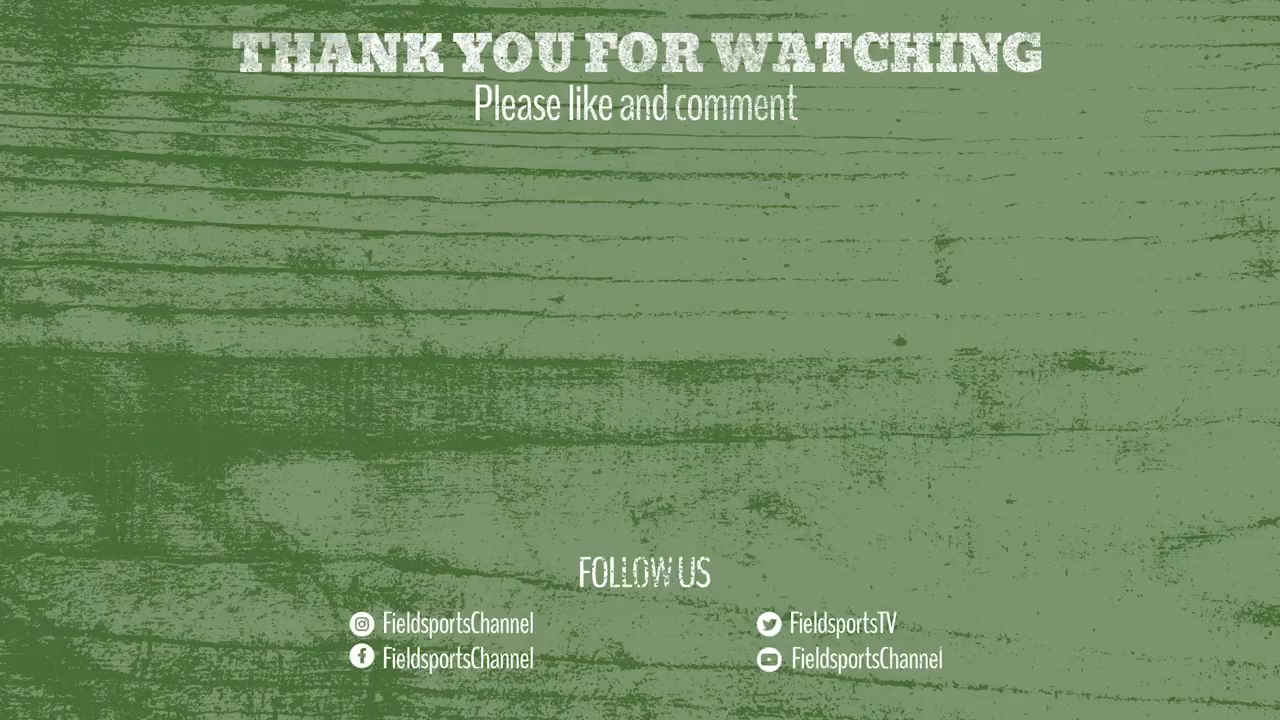 THANK YOU FOR WATCHING
Please like and comment
FOLLOW US
FieldsportsChannel
FieldsportsTV
FieldsportsChannel
FieldsportsChannel